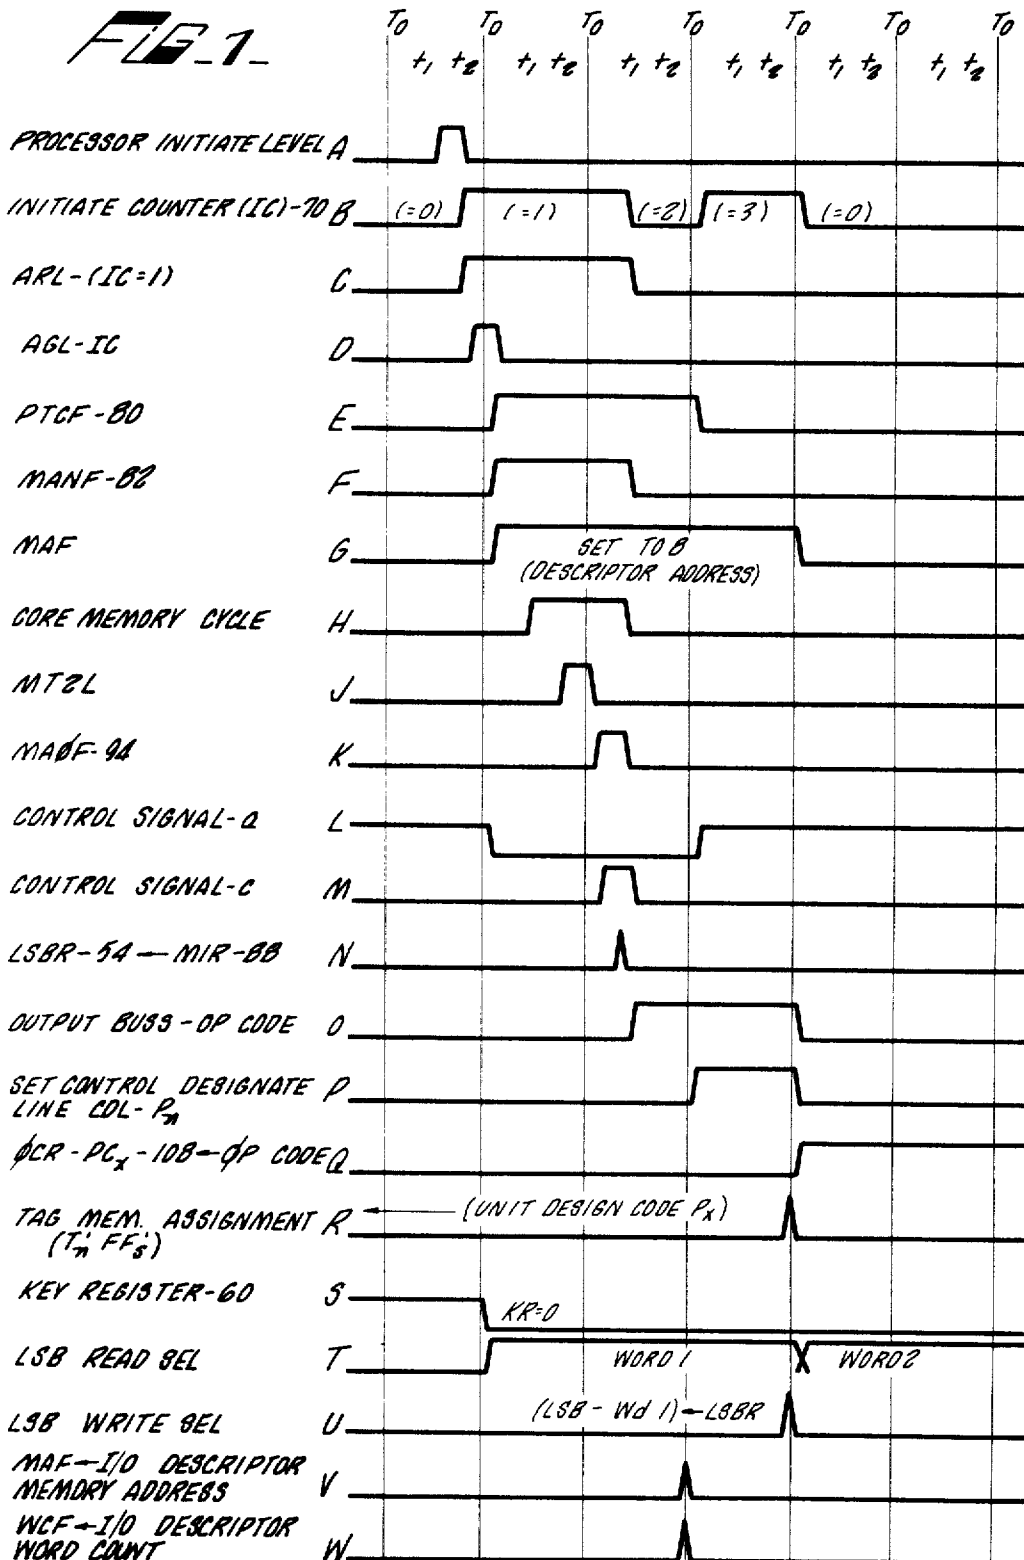 FIG_1_
T0 T0 T0 T0 T0 T0 T0
t1 t2 t1 t2 t1 t2 t1 t2 t1 t2 t1 t2
PROCESSOR INITIATE LEVEL A
INITIATE COUNTER (IC)-70 B (=0) (=1) (=2) (=3) (=0)
ARL-(IC=1) C
AGL-IC D
PTCF-80 E
MANF-82 F
MAF G SET TO B
(DESCRIPTOR ADDRESS)
CORE MEMORY CYCLE H
MT2L J
MAØF-94 K
CONTROL SIGNAL-Q L
CONTROL SIGNAL-C M
LSBR-54←MIR-88 N
OUTPUT BUSS-OP CODE O
SET CONTROL DESIGNATE P
LINE CDL-Pn
ØCR-PCx-108←ØP CODE Q
TAG MEM. ASSIGNMENT R ← (UNIT DESIGN CODE Px)
(T'n FF's)
KEY REGISTER-60 S KR=0
LSB READ SEL T WORD 1 WORD 2
LSB WRITE SEL U (LSB-Wd 1)←LSBR
MAF←I/O DESCRIPTOR
MEMORY ADDRESS V
WCF←I/O DESCRIPTOR
WORD COUNT W